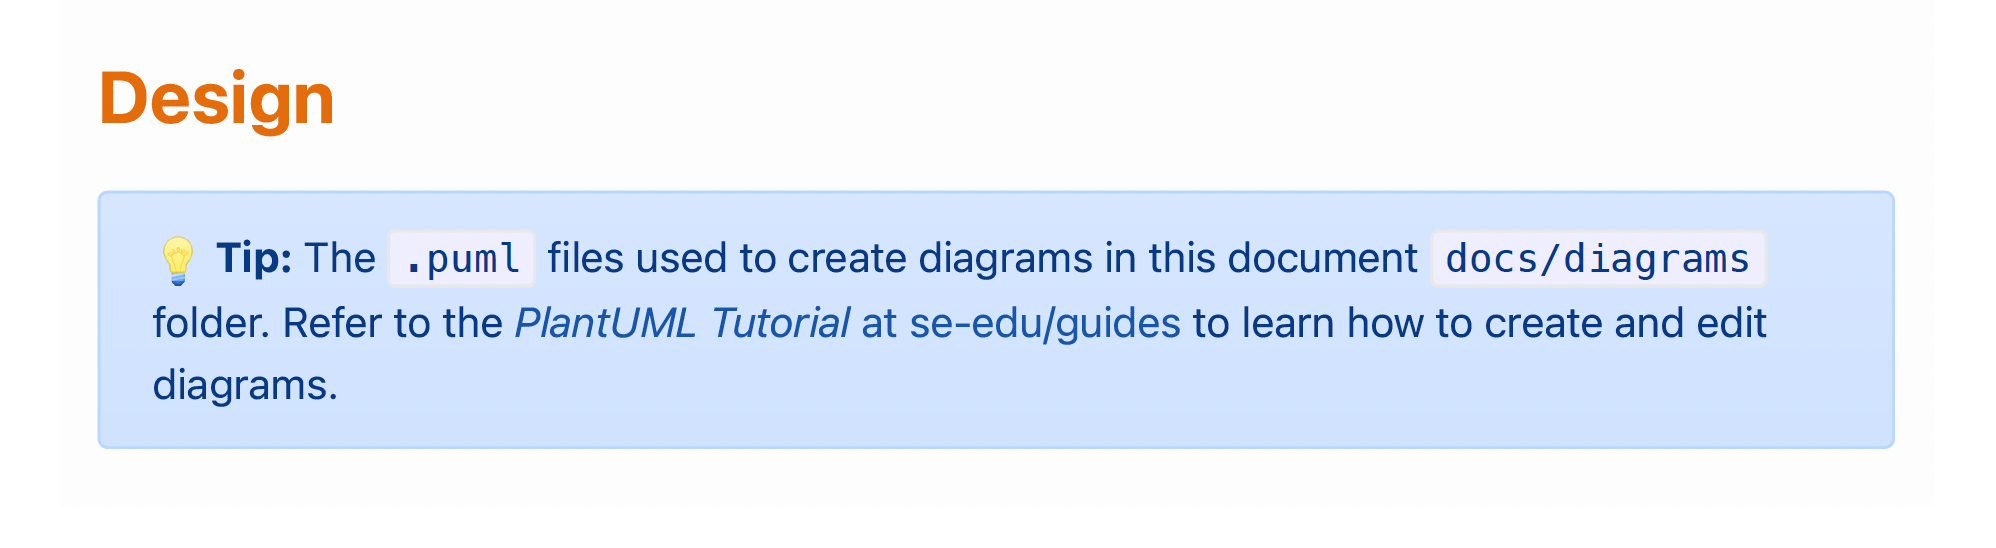 Design
💡 Tip: The .puml files used to create diagrams in this document docs/diagrams
folder. Refer to the PlantUML Tutorial at se-edu/guides to learn how to create and edit
diagrams.